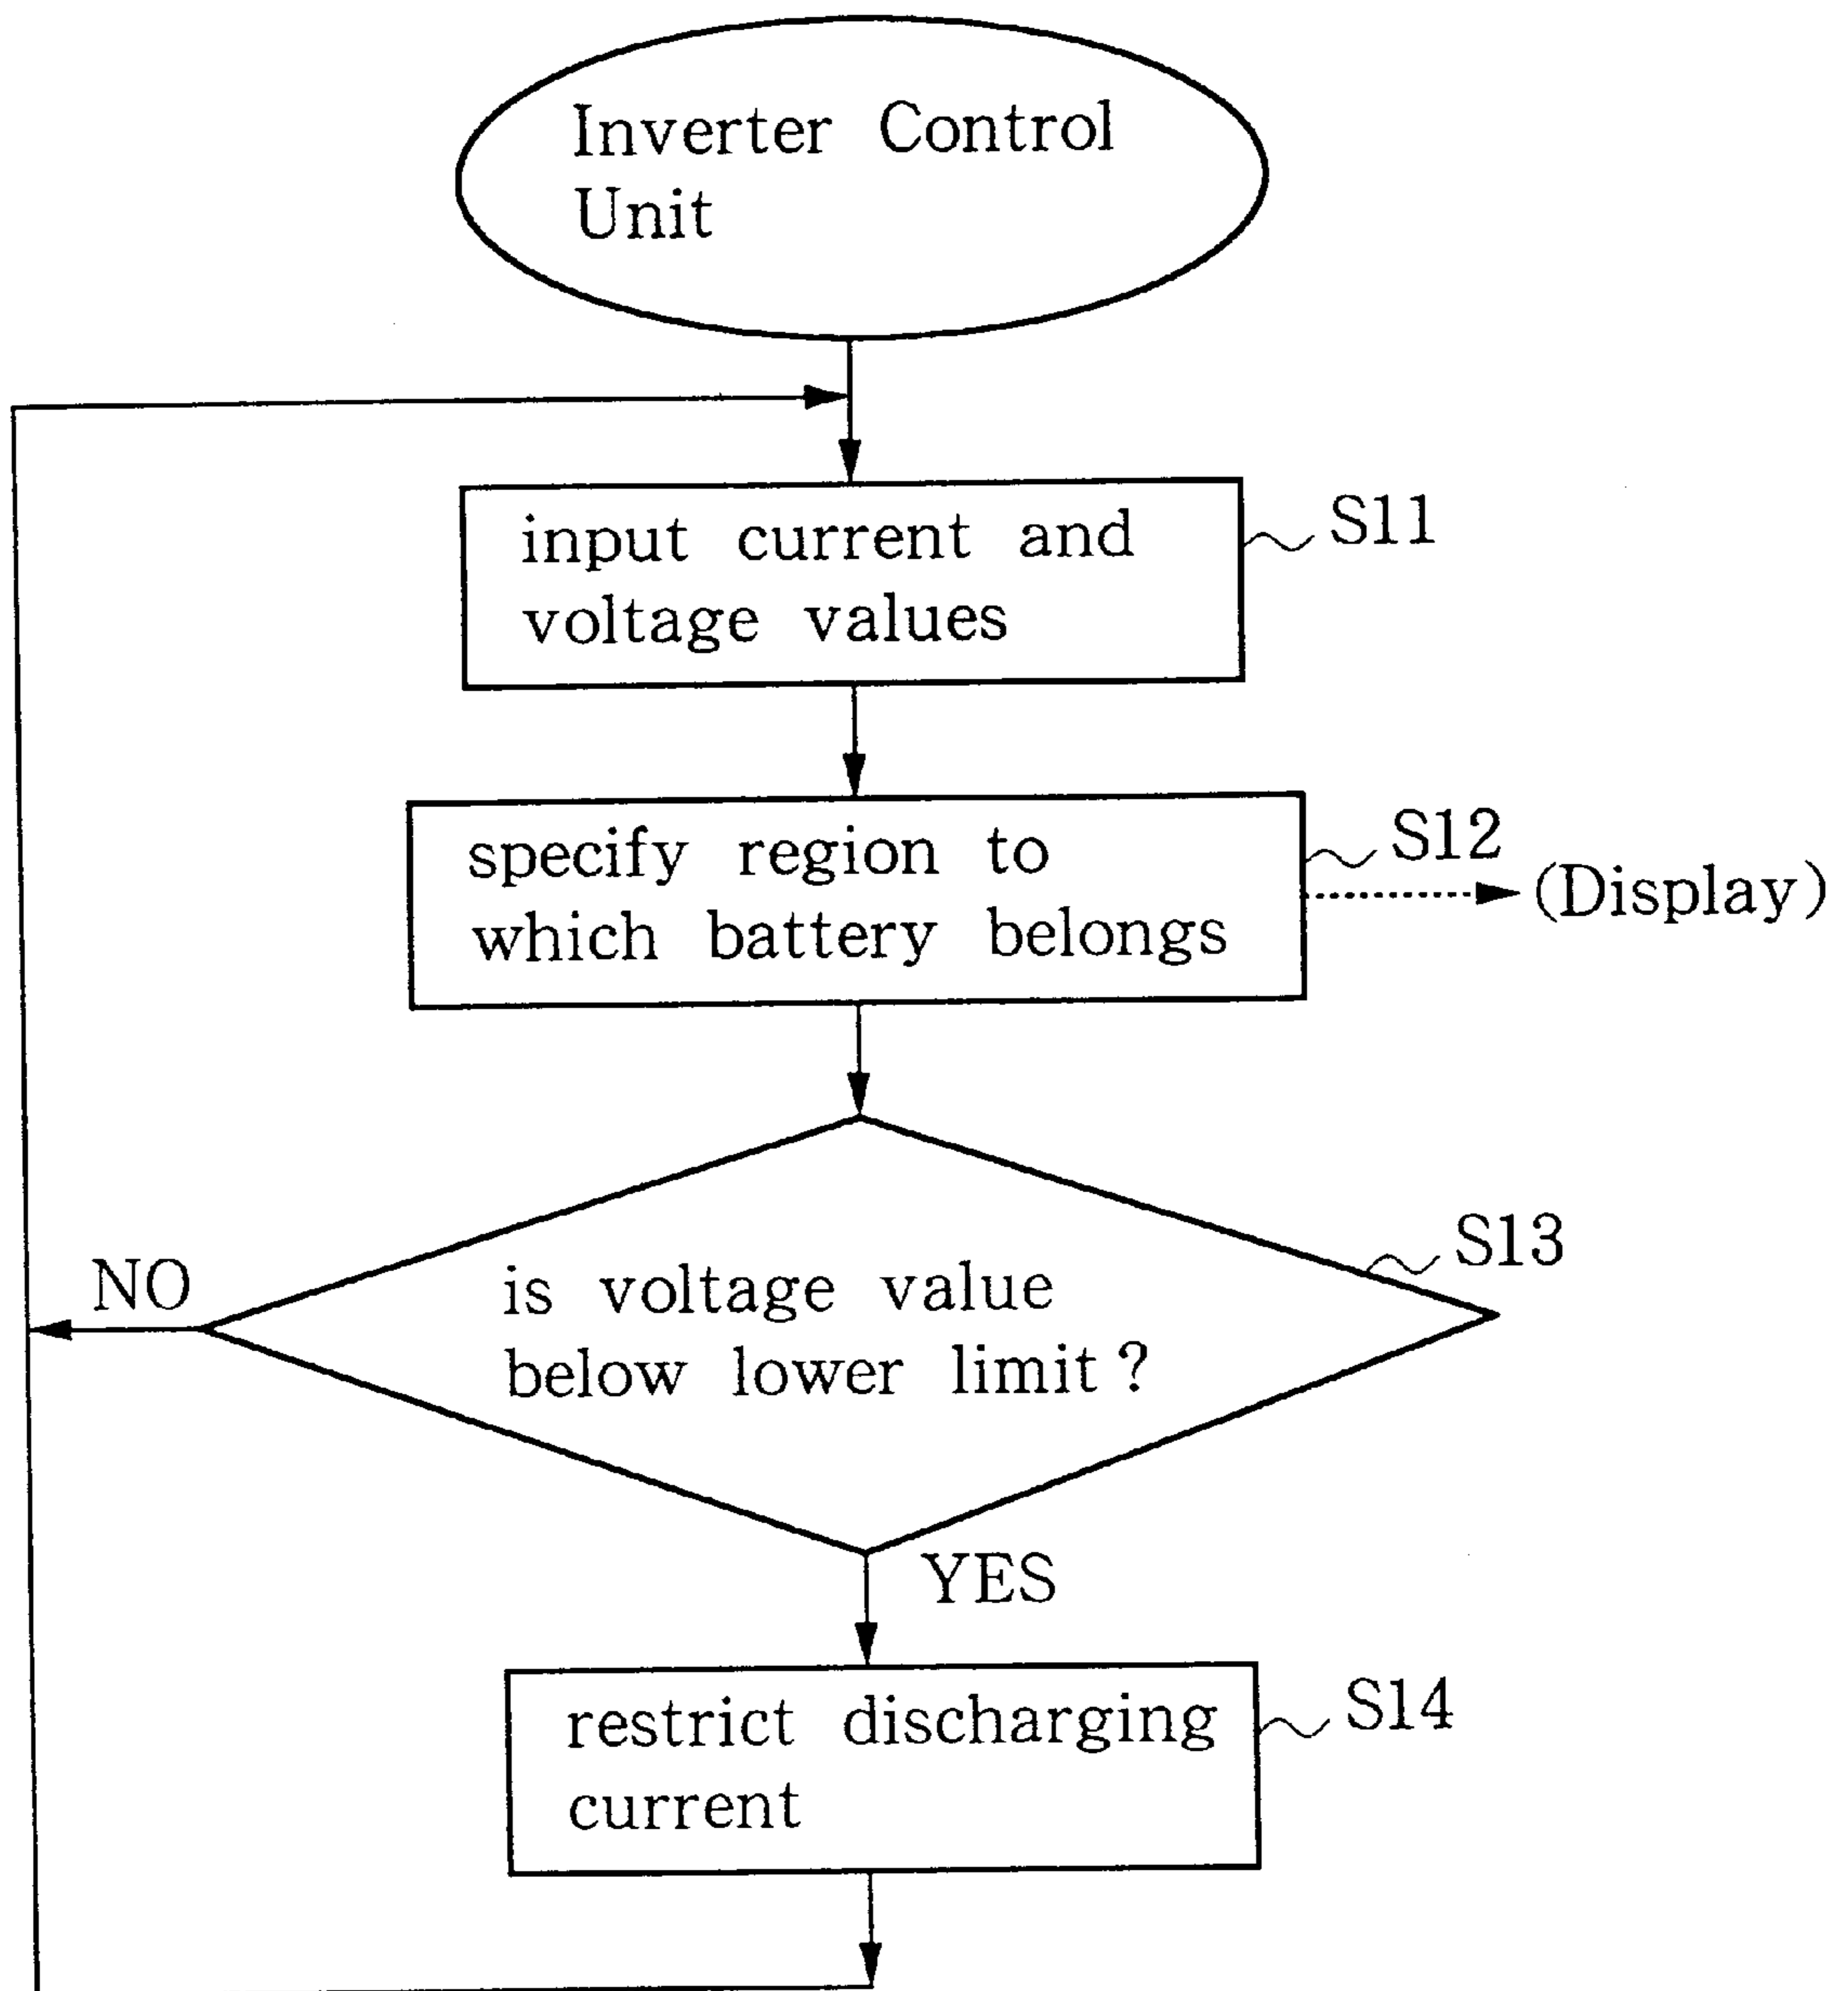 Inverter Control
Unit
input current and
voltage values
S11
specify region to
which battery belongs
S12
(Display)
is voltage value
below lower limit?
S13
NO
YES
restrict discharging
current
S14